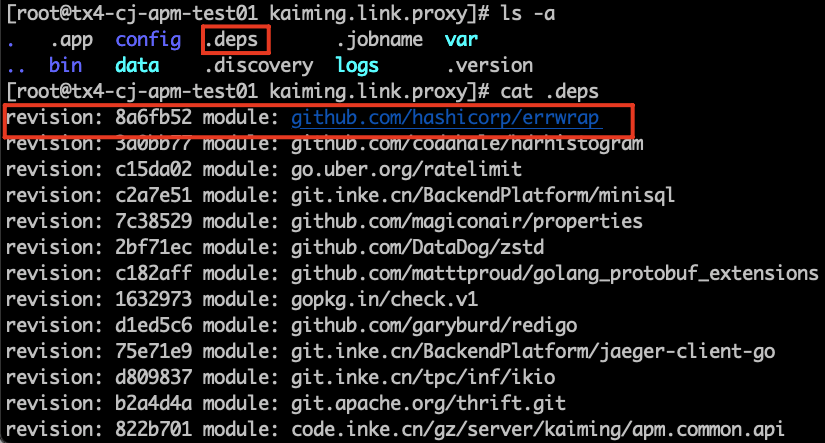 [root@tx4-cj-apm-test01 kaiming.link.proxy]# ls -a
. .app config .deps .jobname var
.. bin data .discovery logs .version
[root@tx4-cj-apm-test01 kaiming.link.proxy]# cat .deps
revision: 8a6fb52 module: github.com/hashicorp/errwrap
revision: 3a0bb77 module: github.com/codahale/hdrhistogram
revision: c15da02 module: go.uber.org/ratelimit
revision: c2a7e51 module: git.inke.cn/BackendPlatform/minisql
revision: 7c38529 module: github.com/magiconair/properties
revision: 2bf71ec module: github.com/DataDog/zstd
revision: c182aff module: github.com/matttproud/golang_protobuf_extensions
revision: 1632973 module: gopkg.in/check.v1
revision: d1ed5c6 module: github.com/garyburd/redigo
revision: 75e71e9 module: git.inke.cn/BackendPlatform/jaeger-client-go
revision: d809837 module: git.inke.cn/tpc/inf/ikio
revision: b2a4d4a module: git.apache.org/thrift.git
revision: 822b701 module: code.inke.cn/gz/server/kaiming/apm.common.api